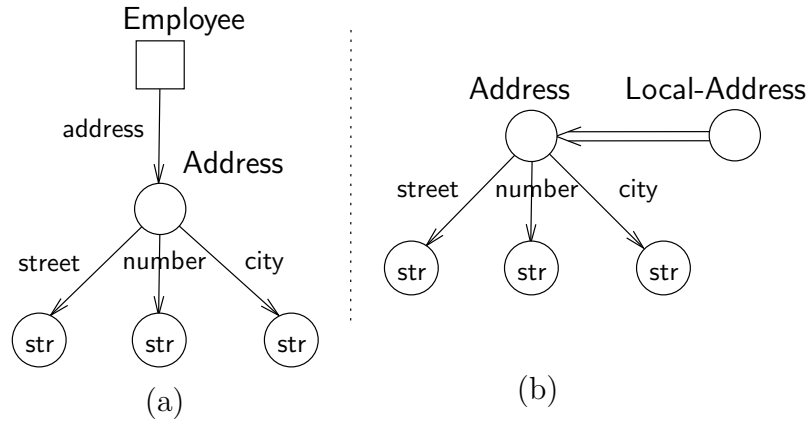 Employee
address
Address
street number city
str str str
(a)
Address Local-Address
street number city
str str str
(b)